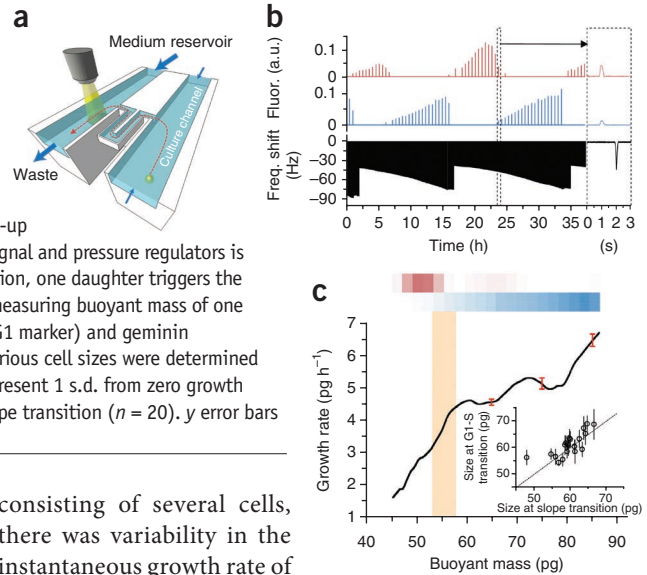 a
Medium reservoir
Culture channel
Waste
b
Fluor. (a.u.)
0.1
0
0.1
0
Freq. shift
(Hz)
0
−30
−60
−90
0 5 10 15 20 25 30 35 0 1 2 3
Time (h) (s)
-up
gnal and pressure regulators is
ion, one daughter triggers the
neasuring buoyant mass of one
G1 marker) and geminin
rious cell sizes were determined
present 1 s.d. from zero growth
pe transition (n = 20). y error bars
c
Growth rate (pg h−1)
7
6
5
4
3
2
1
40 50 60 70 80 90
Buoyant mass (pg)
Size at G1-S
transition (pg)
70
60
50
50 60 70
Size at slope transition (pg)
consisting of several cells,
there was variability in the
instantaneous growth rate of